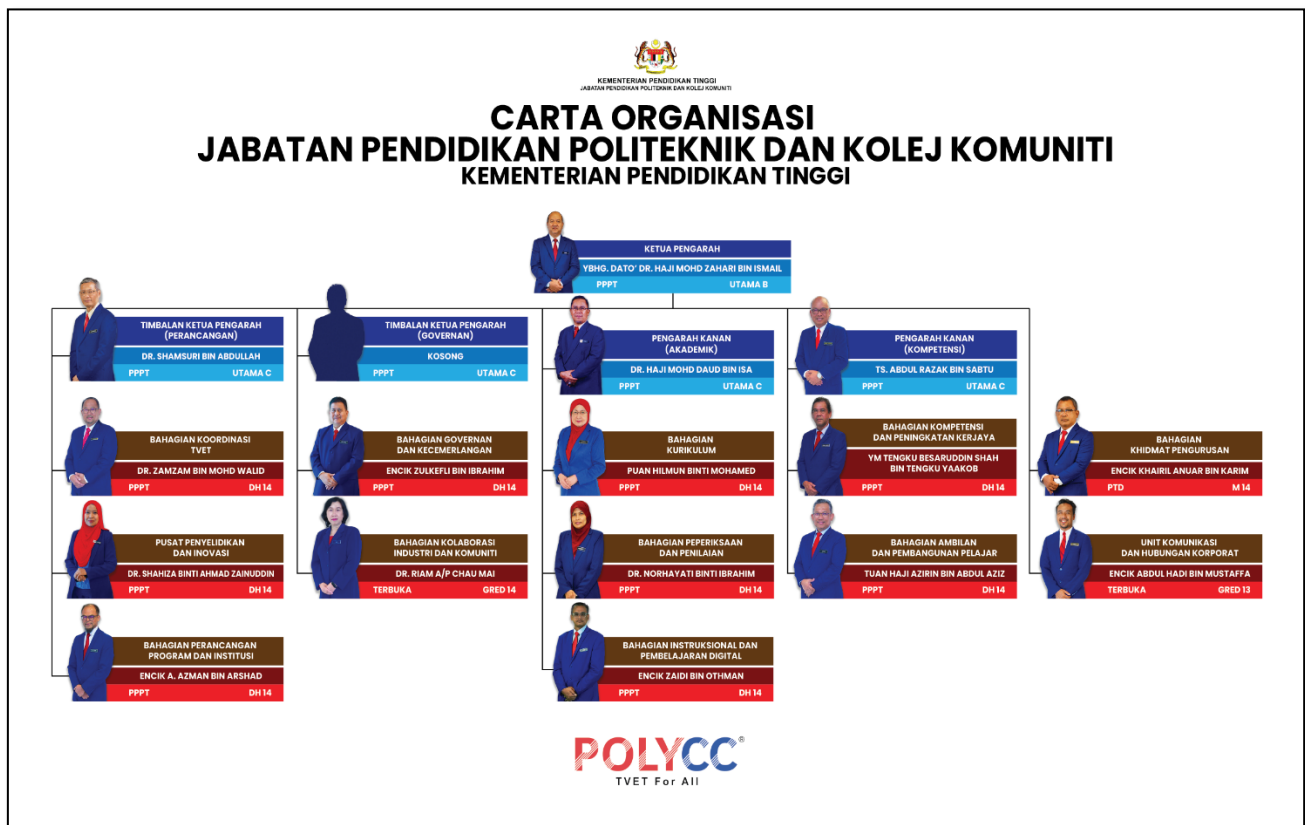 KEMENTERIAN PENDIDIKAN TINGGI
JABATAN PENDIDIKAN POLITEKNIK DAN KOLEJ KOMUNITI
CARTA ORGANISASI
JABATAN PENDIDIKAN POLITEKNIK DAN KOLEJ KOMUNITI
KEMENTERIAN PENDIDIKAN TINGGI
KETUA PENGARAH
YBHG. DATO' DR. HAJI MOHD ZAHARI BIN ISMAIL
PPPT UTAMA B
TIMBALAN KETUA PENGARAH
(PERANCANGAN)
DR. SHAMSURI BIN ABDULLAH
PPPT UTAMA C
TIMBALAN KETUA PENGARAH
(GOVERNAN)
KOSONG
PPPT UTAMA C
PENGARAH KANAN
(AKADEMIK)
DR. HAJI MOHD DAUD BIN ISA
PPPT UTAMA C
PENGARAH KANAN
(KOMPETENSI)
TS. ABDUL RAZAK BIN SABTU
PPPT UTAMA C
BAHAGIAN KOORDINASI
TVET
DR. ZAMZAM BIN MOHD WALID
PPPT DH 14
BAHAGIAN GOVERNAN
DAN KECEMERLANGAN
ENCIK ZULKEFLI BIN IBRAHIM
PPPT DH 14
BAHAGIAN
KURIKULUM
PUAN HILMUN BINTI MOHAMED
PPPT DH 14
BAHAGIAN KOMPETENSI
DAN PENINGKATAN KERJAYA
YM TENGKU BESARUDDIN SHAH
BIN TENGKU YAAKOB
PPPT DH 14
BAHAGIAN
KHIDMAT PENGURUSAN
ENCIK KHAIRIL ANUAR BIN KARIM
PTD M 14
PUSAT PENYELIDIKAN
DAN INOVASI
DR. SHAHIZA BINTI AHMAD ZAINUDDIN
PPPT DH 14
BAHAGIAN KOLABORASI
INDUSTRI DAN KOMUNITI
DR. RIAM A/P CHAU MAI
TERBUKA GRED 14
BAHAGIAN PEPERIKSAAN
DAN PENILAIAN
DR. NORHAYATI BINTI IBRAHIM
PPPT DH 14
BAHAGIAN AMBILAN
DAN PEMBANGUNAN PELAJAR
TUAN HAJI AZIRIN BIN ABDUL AZIZ
PPPT DH 14
UNIT KOMUNIKASI
DAN HUBUNGAN KORPORAT
ENCIK ABDUL HADI BIN MUSTAFFA
TERBUKA GRED 13
BAHAGIAN PERANCANGAN
PROGRAM DAN INSTITUSI
ENCIK A. AZMAN BIN ARSHAD
PPPT DH 14
BAHAGIAN INSTRUKSIONAL DAN
PEMBELAJARAN DIGITAL
ENCIK ZAIDI BIN OTHMAN
PPPT DH 14
POLYCC®
TVET For All